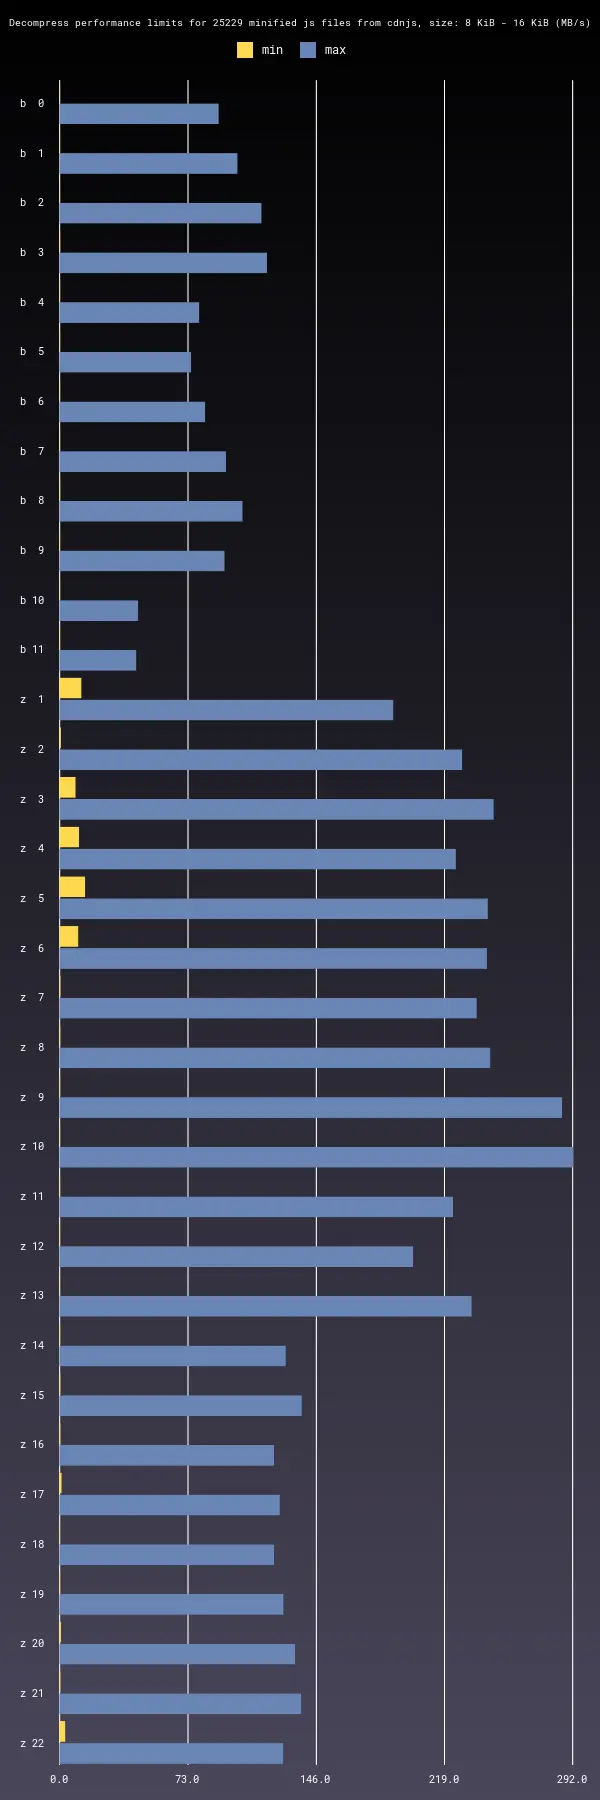 Decompress performance limits for 25229 minified js files from cdnjs, size: 8 KiB - 16 KiB (MB/s)
min max
b 0
b 1
b 2
b 3
b 4
b 5
b 6
b 7
b 8
b 9
b 10
b 11
z 1
z 2
z 3
z 4
z 5
z 6
z 7
z 8
z 9
z 10
z 11
z 12
z 13
z 14
z 15
z 16
z 17
z 18
z 19
z 20
z 21
z 22
0.0 73.0 146.0 219.0 292.0